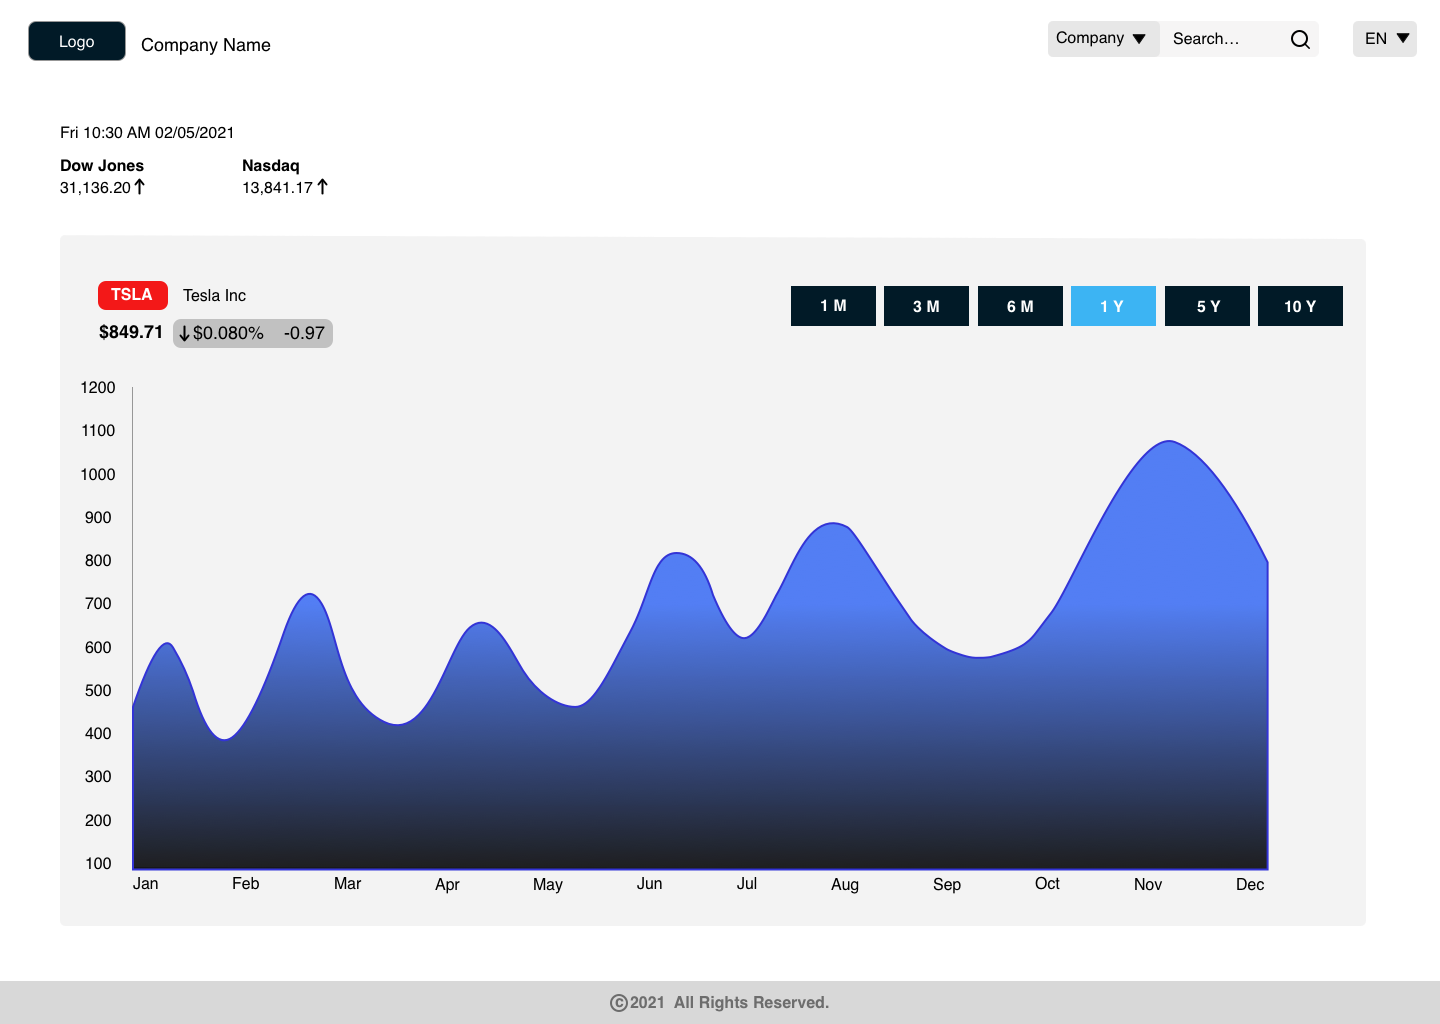 Logo
Company Name
Company
Search...
EN
Fri 10:30 AM 02/05/2021
Dow Jones
31,136.20
Nasdaq
13,841.17
TSLA
Tesla Inc
$849.71
↓$0.080% -0.97
1 M
3 M
6 M
1 Y
5 Y
10 Y
1200
1100
1000
900
800
700
600
500
400
300
200
100
Jan Feb Mar Apr May Jun Jul Aug Sep Oct Nov Dec
©2021 All Rights Reserved.